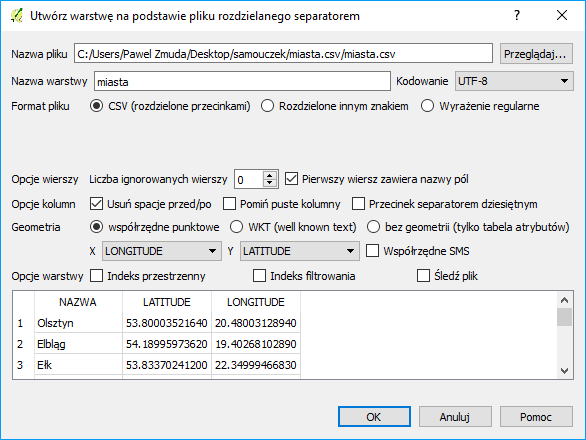 Utwórz warstwę na podstawie pliku rozdzielanego separatorem
Nazwa pliku C:/Users/Pawel Zmuda/Desktop/samouczek/miasta.csv/miasta.csv Przeglądaj...
Nazwa warstwy miasta Kodowanie UTF-8
Format pliku CSV (rozdzielone przecinkami) Rozdzielone innym znakiem Wyrażenie regularne
Opcje wierszy Liczba ignorowanych wierszy 0 Pierwszy wiersz zawiera nazwy pól
Opcje kolumn Usuń spacje przed/po Pomiń puste kolumny Przecinek separatorem dziesiętnym
Geometria współrzędne punktowe WKT (well known text) bez geometrii (tylko tabela atrybutów)
X LONGITUDE Y LATITUDE Współrzędne SMS
Opcje warstwy Indeks przestrzenny Indeks filtrowania Śledź plik
NAZWA LATITUDE LONGITUDE
1 Olsztyn 53.80003521640 20.48003128940
2 Elbląg 54.18995973620 19.40268102890
3 Ełk 53.83370241200 22.34999466830
OK Anuluj Pomoc